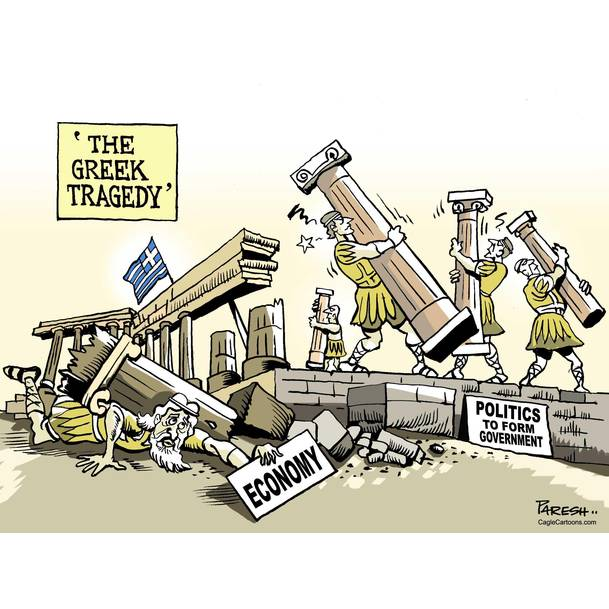 'THE
GREEK
TRAGEDY'
ECONOMY
POLITICS
TO FORM
GOVERNMENT
PARESH..
CagleCartoons.com